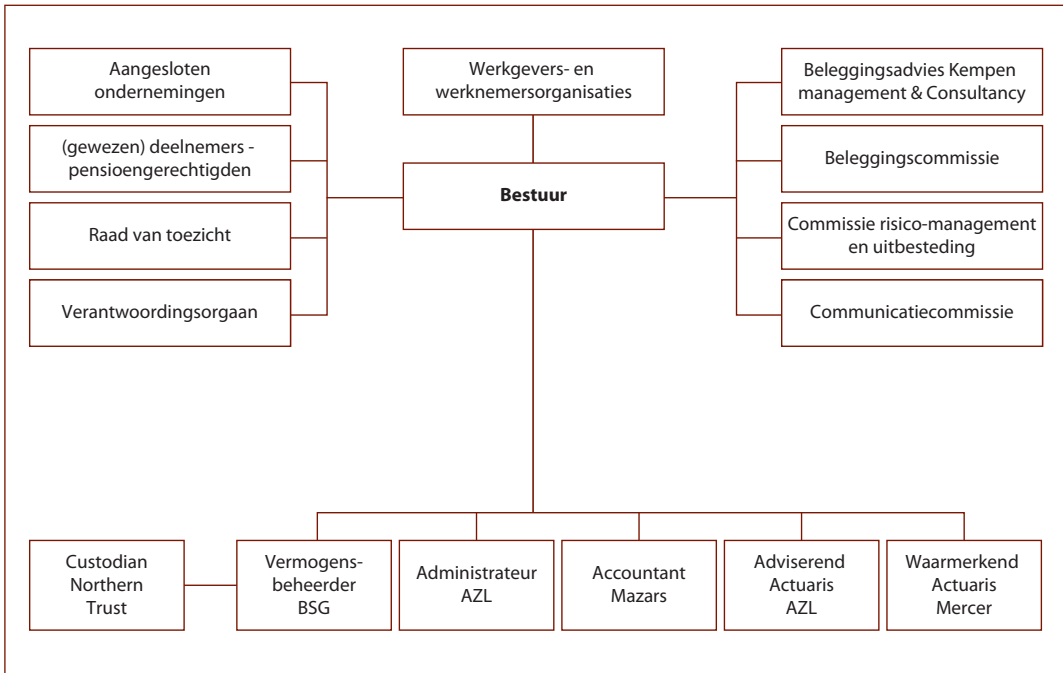 Aangesloten
ondernemingen
Werkgevers- en
werknemersorganisaties
Beleggingsadvies Kempen
management & Consultancy
(gewezen) deelnemers -
pensioengerechtigden
Bestuur
Beleggingscommissie
Raad van toezicht
Commissie risico-management
en uitbesteding
Verantwoordingsorgaan
Communicatiecommissie
Custodian
Northern
Trust
Vermogens-
beheerder
BSG
Administrateur
AZL
Accountant
Mazars
Adviserend
Actuaris
AZL
Waarmerkend
Actuaris
Mercer